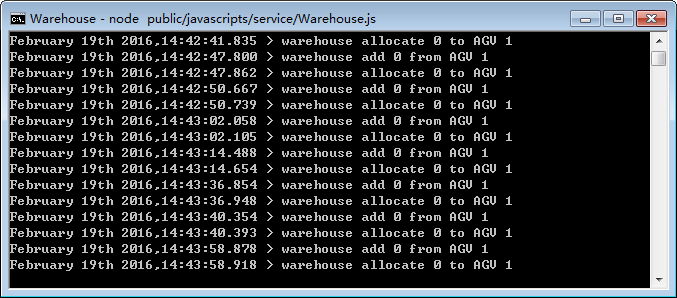 Warehouse - node  public/javascripts/service/Warehouse.js
February 19th 2016,14:42:41.835 > warehouse allocate 0 to AGV 1
February 19th 2016,14:42:47.800 > warehouse add 0 from AGV 1
February 19th 2016,14:42:47.862 > warehouse allocate 0 to AGV 1
February 19th 2016,14:42:50.667 > warehouse add 0 from AGV 1
February 19th 2016,14:42:50.739 > warehouse allocate 0 to AGV 1
February 19th 2016,14:43:02.058 > warehouse add 0 from AGV 1
February 19th 2016,14:43:02.105 > warehouse allocate 0 to AGV 1
February 19th 2016,14:43:14.488 > warehouse add 0 from AGV 1
February 19th 2016,14:43:14.654 > warehouse allocate 0 to AGV 1
February 19th 2016,14:43:36.854 > warehouse add 0 from AGV 1
February 19th 2016,14:43:36.948 > warehouse allocate 0 to AGV 1
February 19th 2016,14:43:40.354 > warehouse add 0 from AGV 1
February 19th 2016,14:43:40.393 > warehouse allocate 0 to AGV 1
February 19th 2016,14:43:58.878 > warehouse add 0 from AGV 1
February 19th 2016,14:43:58.918 > warehouse allocate 0 to AGV 1